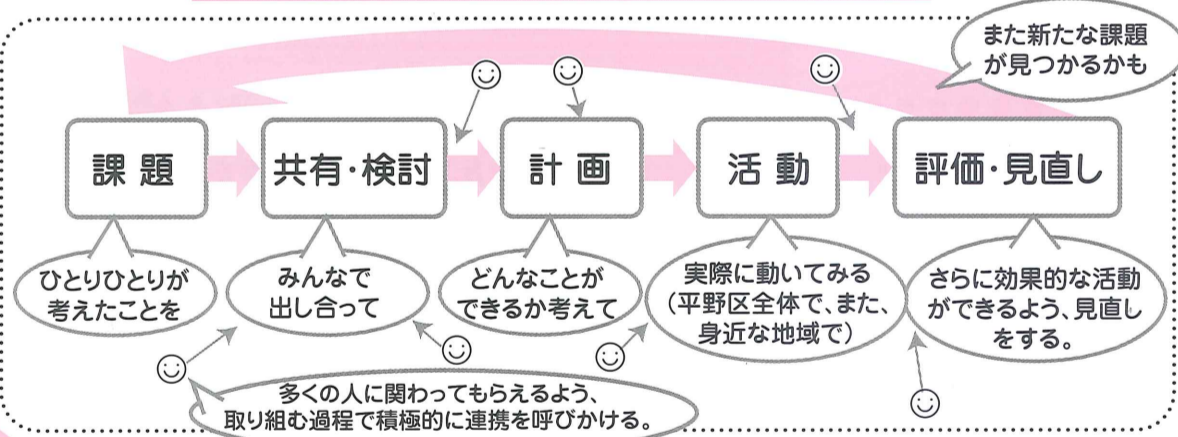 また新たな課題
が見つかるかも
課題
共有・検討
計画
活動
評価・見直し
ひとりひとりが
考えたことを
みんなで
出し合って
どんなことが
できるか考えて
実際に動いてみる
(平野区全体で、また、
身近な地域で)
さらに効果的な活動
ができるよう、見直し
をする。
多くの人に関わってもらえるよう、
取り組む過程で積極的に連携を呼びかける。